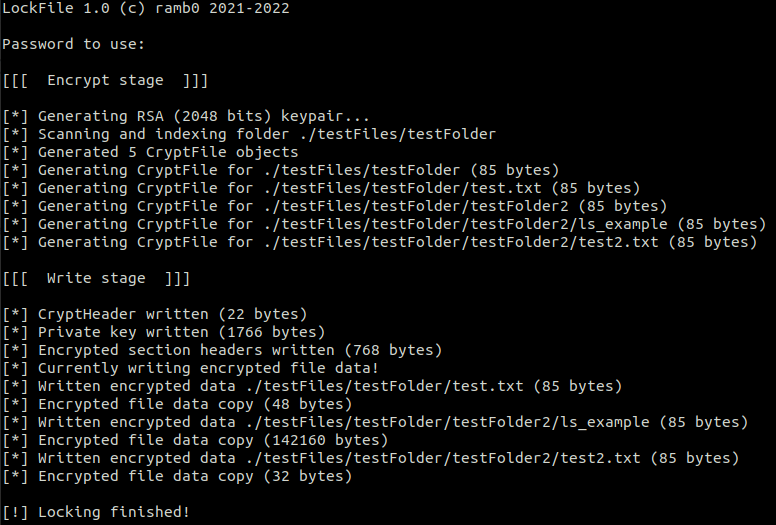 LockFile 1.0 (c) ramb0 2021-2022
Password to use:
[[[  Encrypt stage  ]]]
[*] Generating RSA (2048 bits) keypair...
[*] Scanning and indexing folder ./testFiles/testFolder
[*] Generated 5 CryptFile objects
[*] Generating CryptFile for ./testFiles/testFolder (85 bytes)
[*] Generating CryptFile for ./testFiles/testFolder/test.txt (85 bytes)
[*] Generating CryptFile for ./testFiles/testFolder/testFolder2 (85 bytes)
[*] Generating CryptFile for ./testFiles/testFolder/testFolder2/ls_example (85 bytes)
[*] Generating CryptFile for ./testFiles/testFolder/testFolder2/test2.txt (85 bytes)
[[[  Write stage  ]]]
[*] CryptHeader written (22 bytes)
[*] Private key written (1766 bytes)
[*] Encrypted section headers written (768 bytes)
[*] Currently writing encrypted file data!
[*] Written encrypted data ./testFiles/testFolder/test.txt (85 bytes)
[*] Encrypted file data copy (48 bytes)
[*] Written encrypted data ./testFiles/testFolder/testFolder2/ls_example (85 bytes)
[*] Encrypted file data copy (142160 bytes)
[*] Written encrypted data ./testFiles/testFolder/testFolder2/test2.txt (85 bytes)
[*] Encrypted file data copy (32 bytes)
[!] Locking finished!